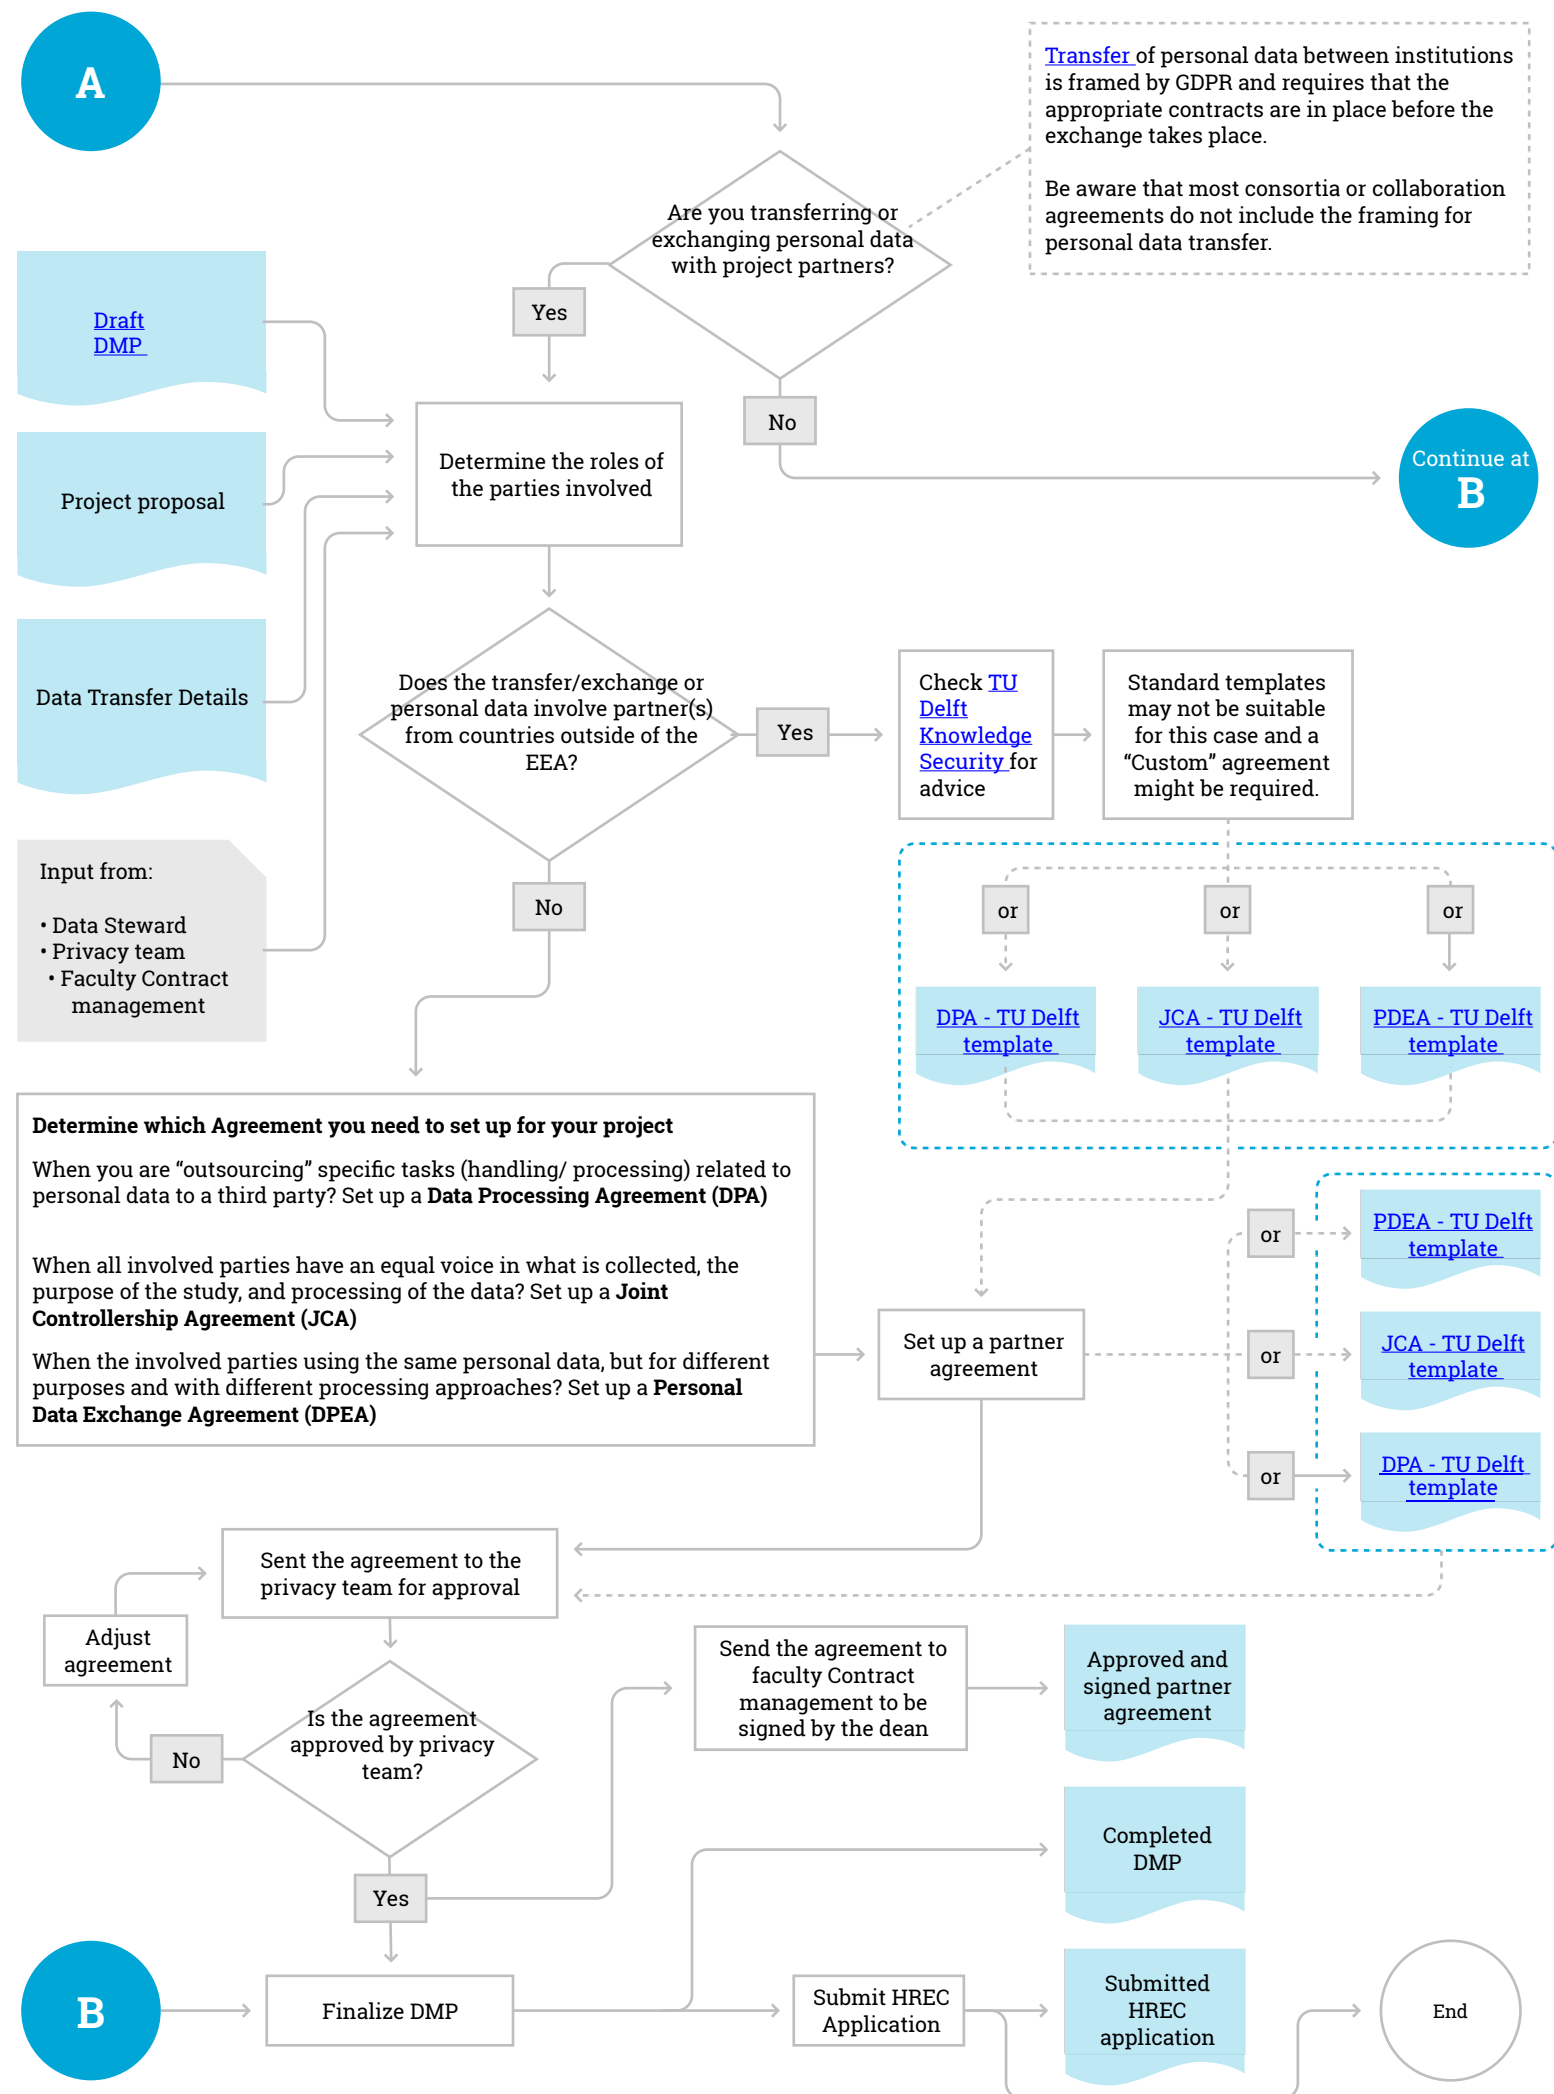 A
Transfer of personal data between institutions
is framed by GDPR and requires that the
appropriate contracts are in place before the
exchange takes place.
Be aware that most consortia or collaboration
agreements do not include the framing for
personal data transfer.
Are you transferring or
exchanging personal data
with project partners?
Yes
No
Continue at
B
Draft
DMP
Project proposal
Data Transfer Details
Input from:
• Data Steward
• Privacy team
• Faculty Contract
management
Determine the roles of
the parties involved
Does the transfer/exchange or
personal data involve partner(s)
from countries outside of the
EEA?
Yes
No
Check TU
Delft
Knowledge
Security for
advice
Standard templates
may not be suitable
for this case and a
“Custom” agreement
might be required.
or
or
or
DPA - TU Delft
template
JCA - TU Delft
template
PDEA - TU Delft
template
Determine which Agreement you need to set up for your project
When you are “outsourcing” specific tasks (handling/ processing) related to
personal data to a third party? Set up a Data Processing Agreement (DPA)
When all involved parties have an equal voice in what is collected, the
purpose of the study, and processing of the data? Set up a Joint
Controllership Agreement (JCA)
When the involved parties using the same personal data, but for different
purposes and with different processing approaches? Set up a Personal
Data Exchange Agreement (DPEA)
Set up a partner
agreement
or
PDEA - TU Delft
template
or
JCA - TU Delft
template
or
DPA - TU Delft
template
Sent the agreement to the
privacy team for approval
Adjust
agreement
Is the agreement
approved by privacy
team?
No
Yes
Send the agreement to
faculty Contract
management to be
signed by the dean
Approved and
signed partner
agreement
Completed
DMP
B
Finalize DMP
Submit HREC
Application
Submitted
HREC
application
End